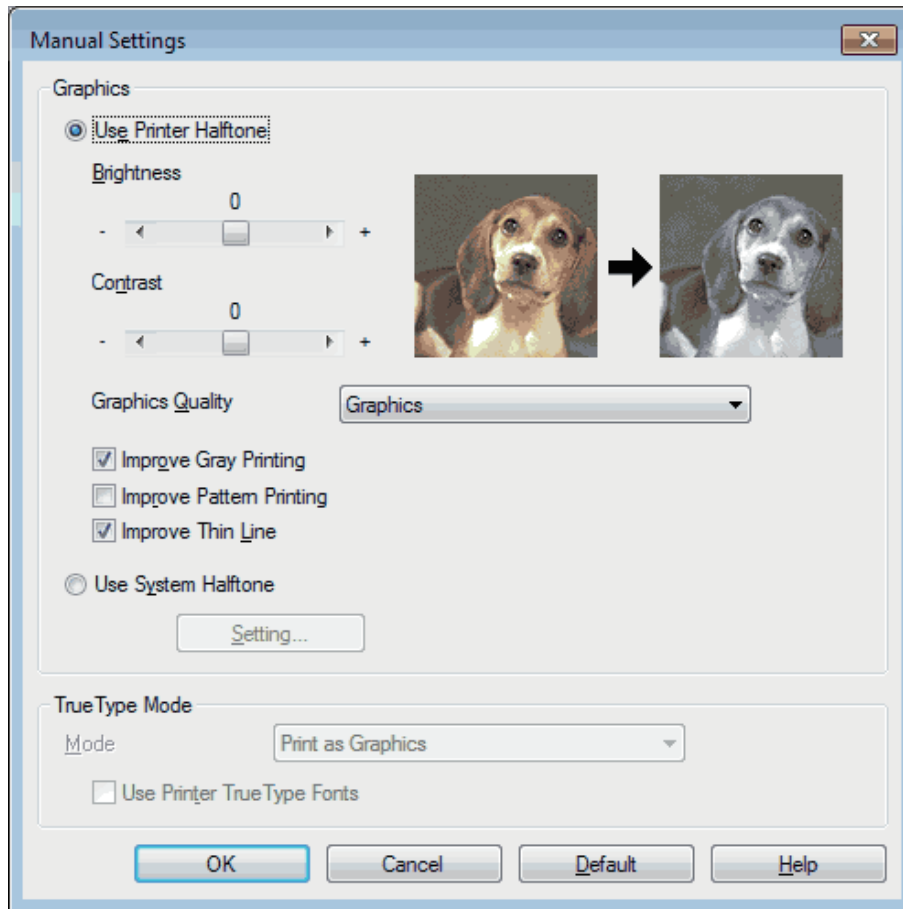 Manual Settings
Graphics
Use Printer Halftone
Brightness
0
- +
Contrast
0
- +
Graphics Quality Graphics
Improve Gray Printing
Improve Pattern Printing
Improve Thin Line
Use System Halftone
Setting...
TrueType Mode
Mode Print as Graphics
Use Printer TrueType Fonts
OK Cancel Default Help